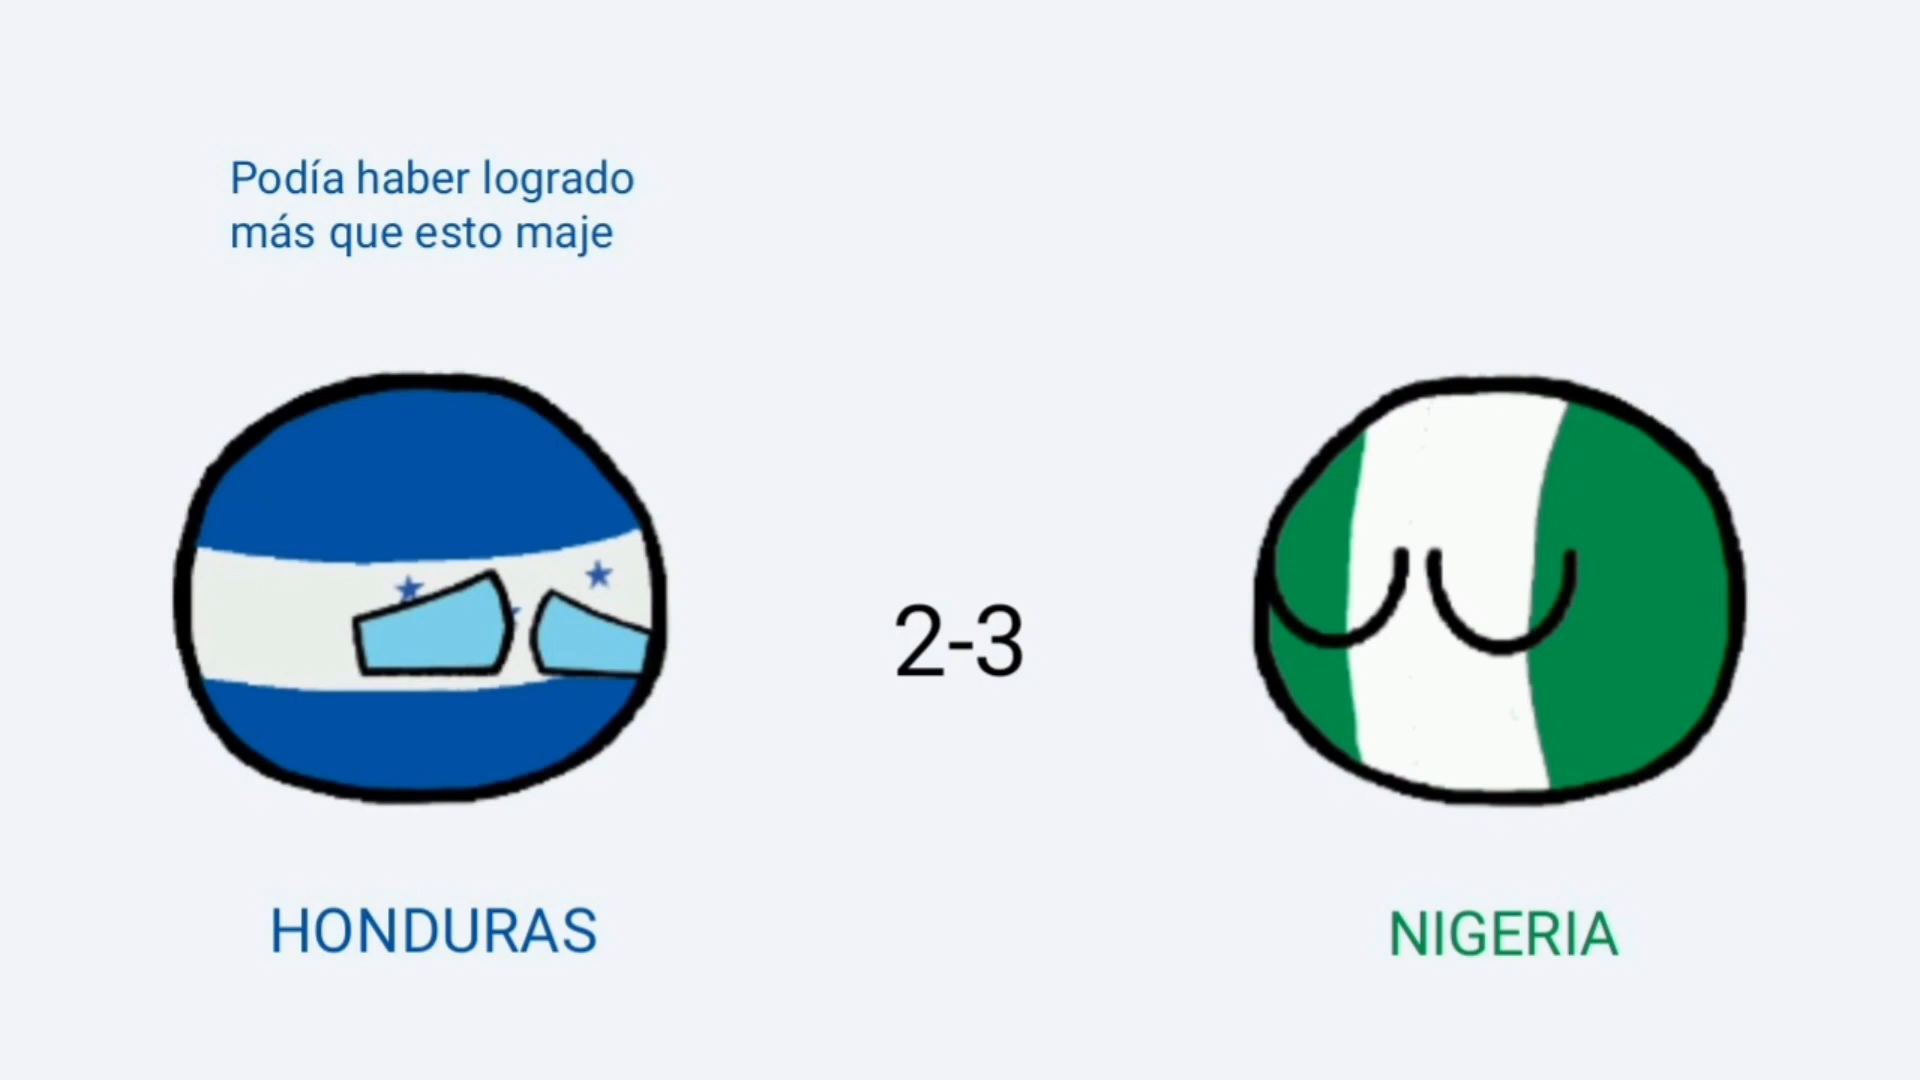 Podía haber logrado
más que esto maje
2-3
HONDURAS
NIGERIA